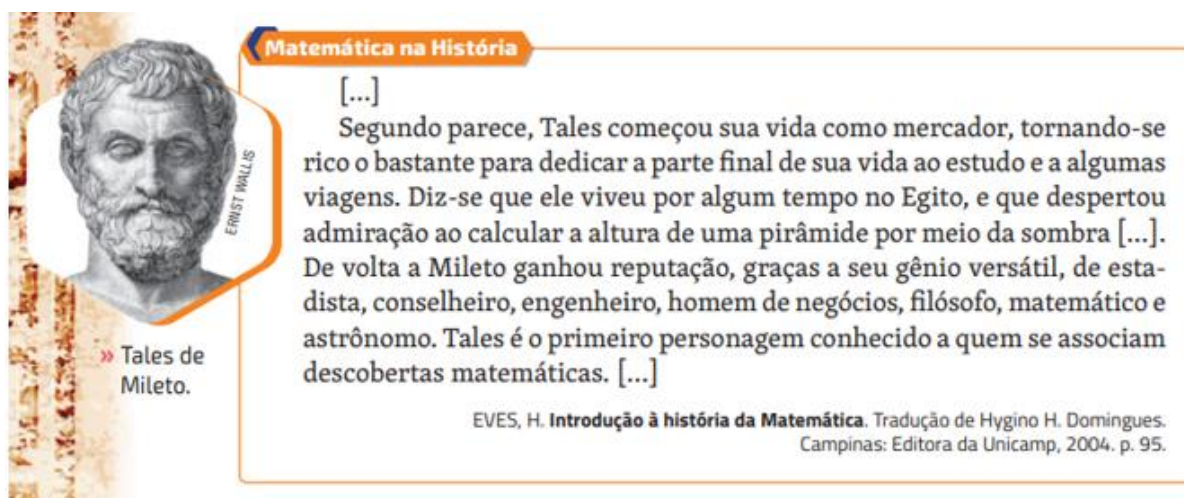 Matemática na História
[...]
Segundo parece, Tales começou sua vida como mercador, tornando-se
rico o bastante para dedicar a parte final de sua vida ao estudo e a algumas
viagens. Diz-se que ele viveu por algum tempo no Egito, e que despertou
admiração ao calcular a altura de uma pirâmide por meio da sombra [...].
De volta a Mileto ganhou reputação, graças a seu gênio versátil, de esta-
dista, conselheiro, engenheiro, homem de negócios, filósofo, matemático e
astrônomo. Tales é o primeiro personagem conhecido a quem se associam
descobertas matemáticas. [...]
EVES, H. Introdução à história da Matemática. Tradução de Hygino H. Domingues.
Campinas: Editora da Unicamp, 2004. p. 95.
ERNST WALLIS
» Tales de
Mileto.